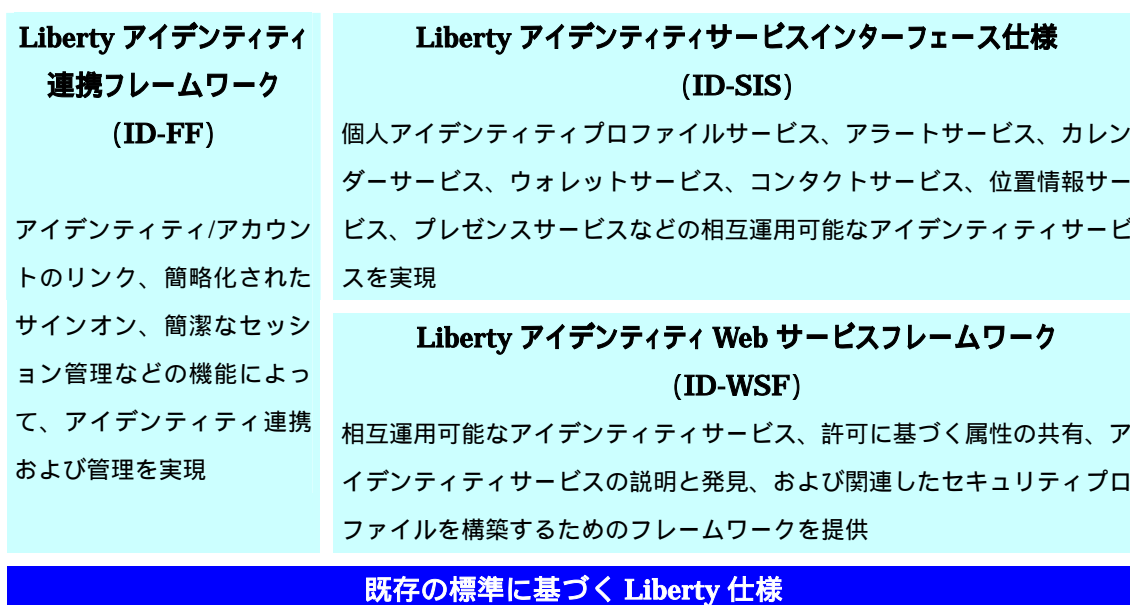 Liberty アイデンティティ
連携フレームワーク
(ID-FF)
アイデンティティ/アカウン
トのリンク、簡略化された
サインオン、簡潔なセッシ
ョン管理などの機能によっ
て、アイデンティティ連携
および管理を実現
Liberty アイデンティティサービスインターフェース仕様
(ID-SIS)
個人アイデンティティプロファイルサービス、アラートサービス、カレン
ダーサービス、ウォレットサービス、コンタクトサービス、位置情報サー
ビス、プレゼンスサービスなどの相互運用可能なアイデンティティサービ
スを実現
Liberty アイデンティティ Web サービスフレームワーク
(ID-WSF)
相互運用可能なアイデンティティサービス、許可に基づく属性の共有、ア
イデンティティサービスの説明と発見、および関連したセキュリティプロ
ファイルを構築するためのフレームワークを提供
既存の標準に基づく Liberty 仕様